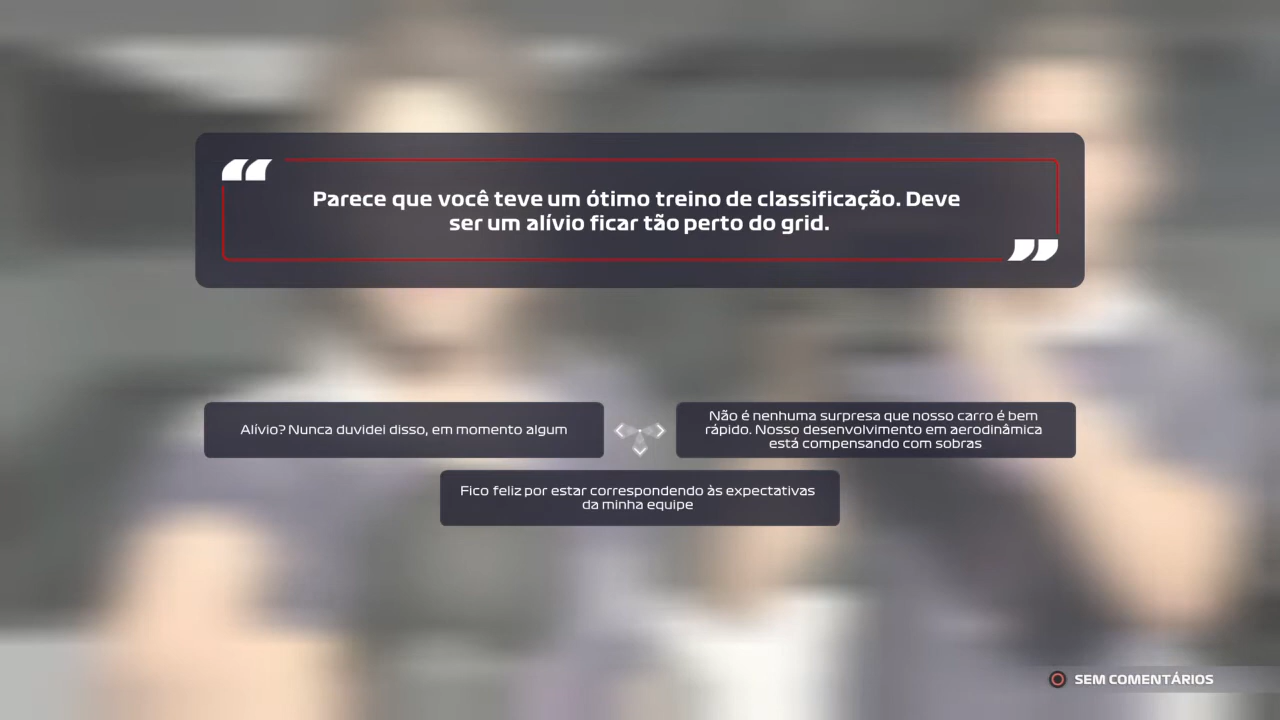 Parece que você teve um ótimo treino de classificação. Deve
ser um alívio ficar tão perto do grid.
Alívio? Nunca duvidei disso, em momento algum
Não é nenhuma surpresa que nosso carro é bem
rápido. Nosso desenvolvimento em aerodinâmica
está compensando com sobras
Fico feliz por estar correspondendo às expectativas
da minha equipe
SEM COMENTÁRIOS